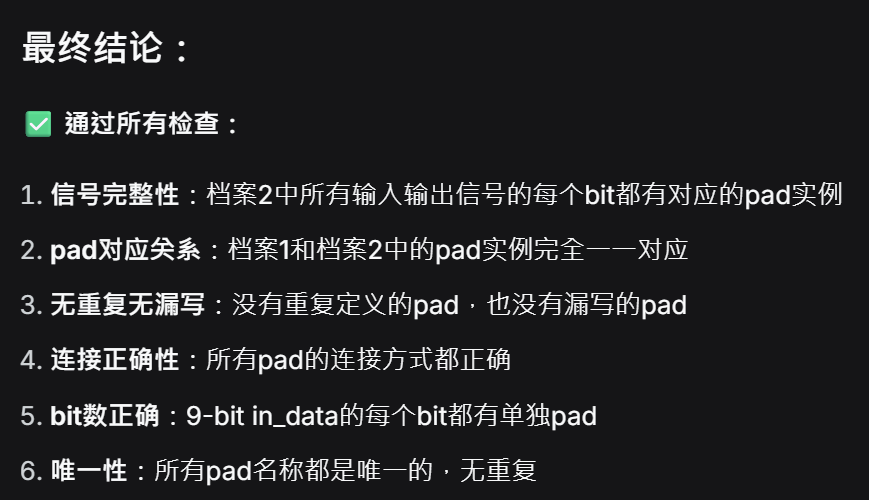 最终结论：
✅ 通过所有检查：
1. 信号完整性：档案2中所有输入输出信号的每个bit都有对应的pad实例
2. pad对应关系：档案1和档案2中的pad实例完全一一对应
3. 无重复无漏写：没有重复定义的pad，也没有漏写的pad
4. 连接正确性：所有pad的连接方式都正确
5. bit数正确：9-bit in_data的每个bit都有单独pad
6. 唯一性：所有pad名称都是唯一的，无重复